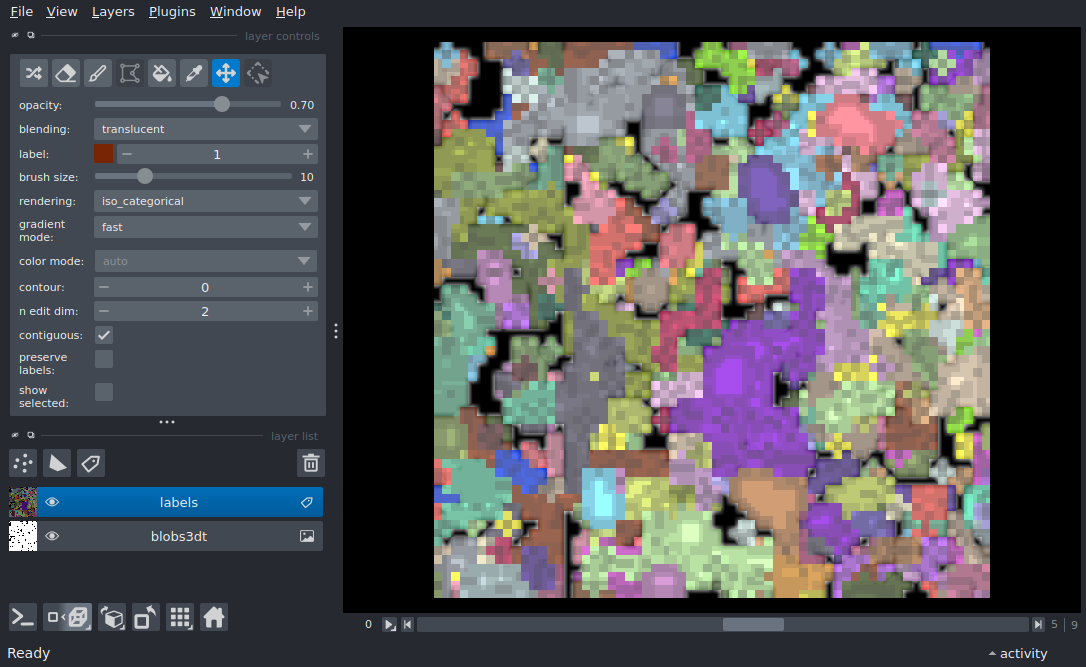 File View Layers Plugins Window Help
layer controls
opacity: 0.70
blending: translucent
label: 1
brush size: 10
rendering: iso_categorical
gradient
mode: fast
color mode: auto
contour: 0
n edit dim: 2
contiguous:
preserve
labels:
show
selected:
layer list
labels
blobs3dt
0 5 9
Ready activity